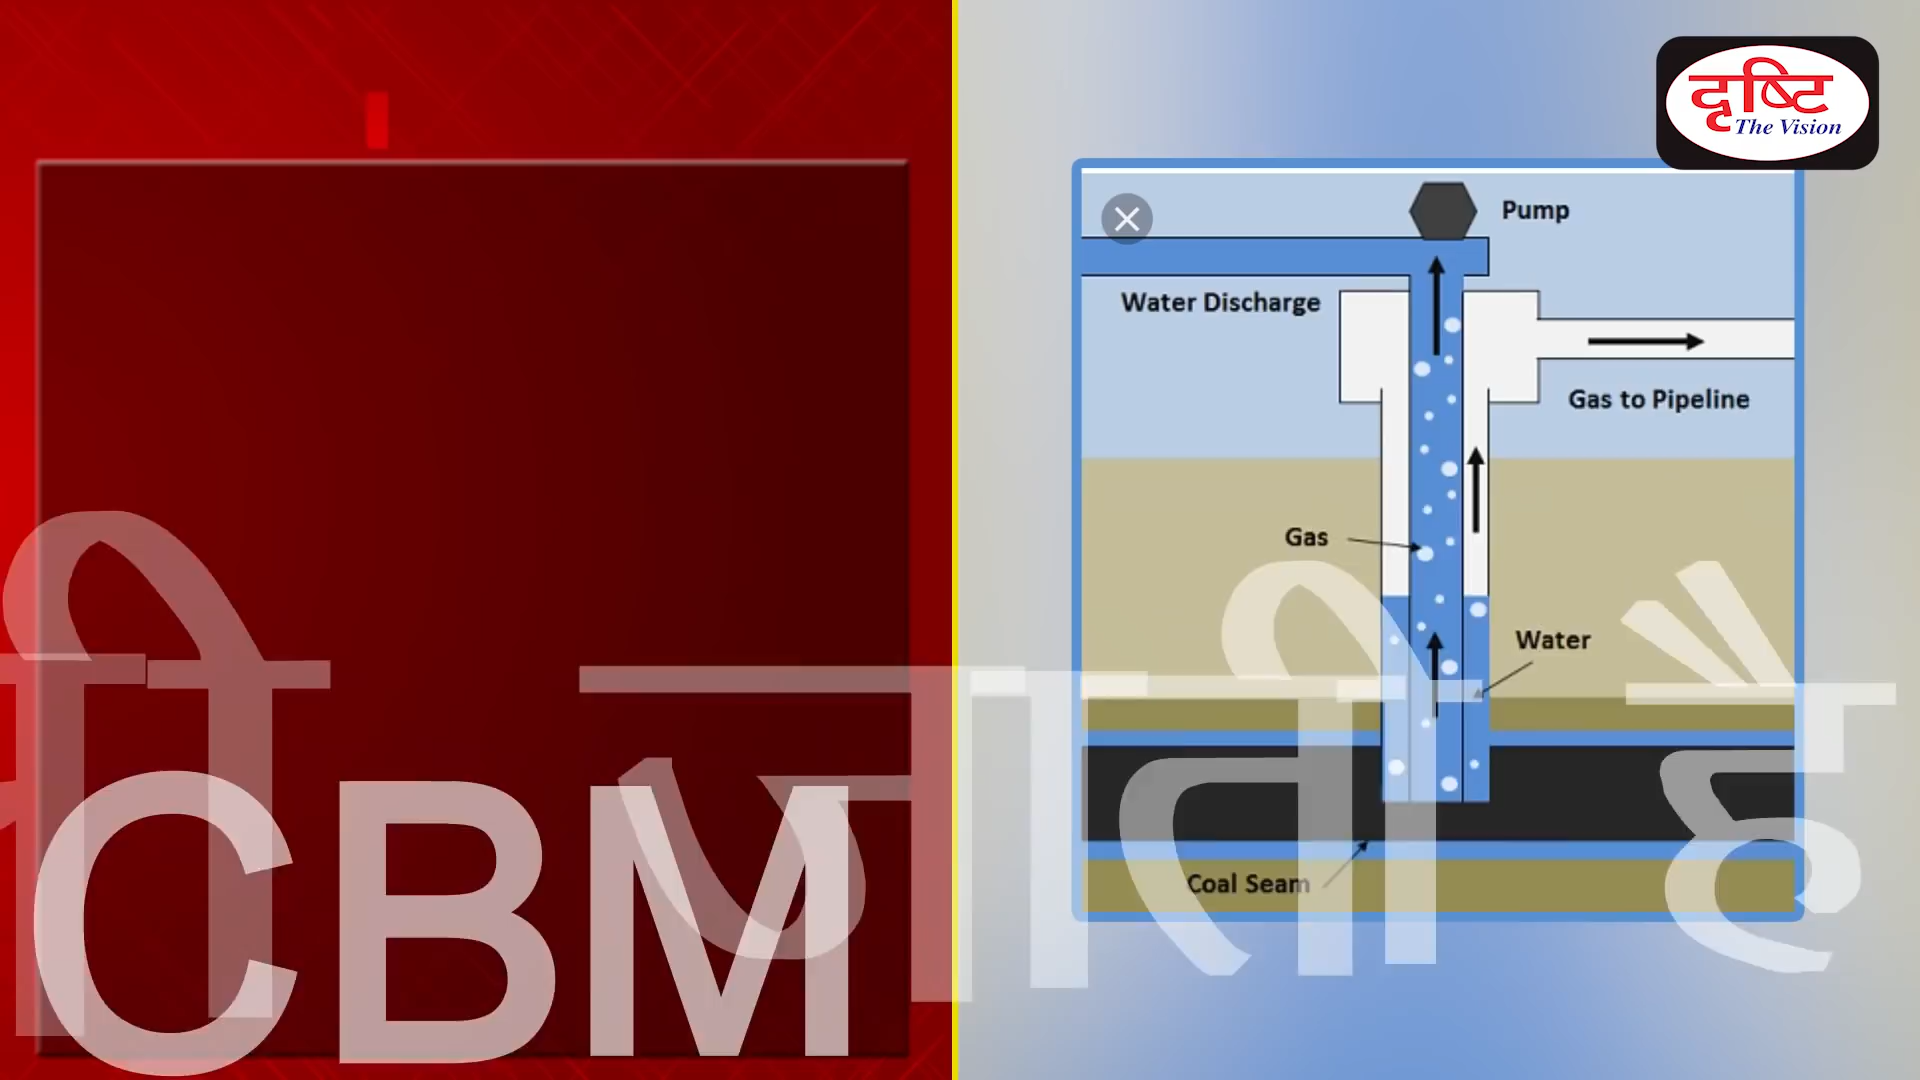 दृष्टि
The Vision
Pump
Water Discharge
Gas to Pipeline
Gas
Water
Coal Seam
जाती है
CBM